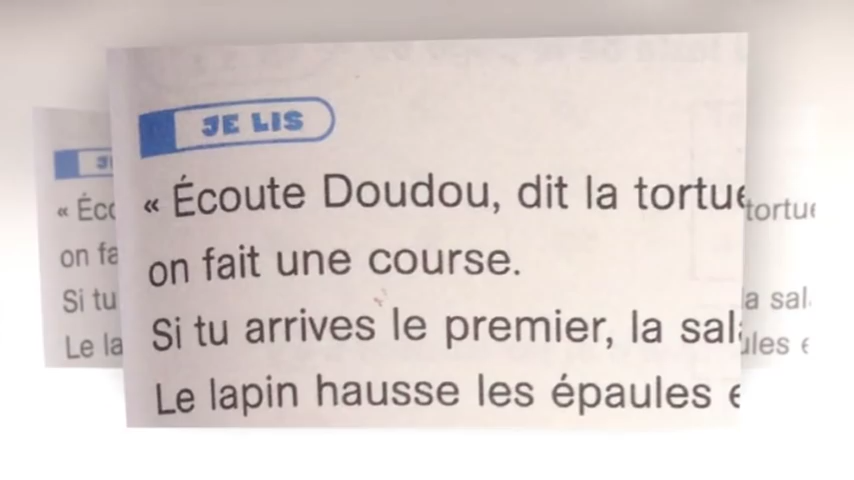 JE LIS
« Écoute Doudou, dit la tortue
on fait une course.
Si tu arrives le premier, la
Le lapin hausse les épaules